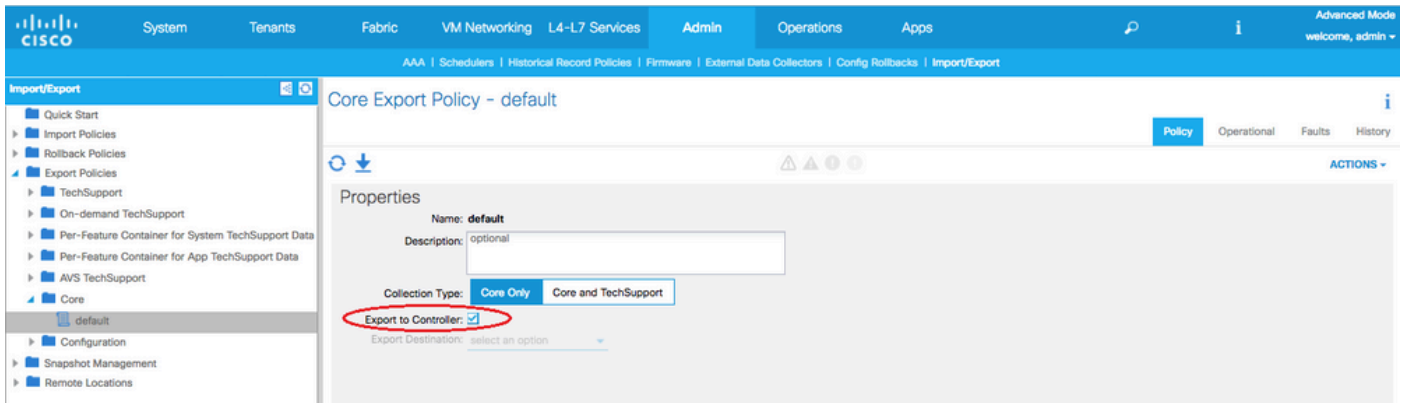 CISCO
System Tenants Fabric VM Networking L4-L7 Services Admin Operations Apps i Advanced Mode
welcome, admin
AAA | Schedulers | Historical Record Policies | Firmware | External Data Collectors | Config Rollbacks | Import/Export
Import/Export
Quick Start
Import Policies
Rollback Policies
Export Policies
TechSupport
On-demand TechSupport
Per-Feature Container for System TechSupport Data
Per-Feature Container for App TechSupport Data
AVS TechSupport
Core
default
Configuration
Snapshot Management
Remote Locations
Core Export Policy - default
i
Policy Operational Faults History
ACTIONS
Properties
Name: default
Description: optional
Collection Type: Core Only Core and TechSupport
Export to Controller:
Export Destination: select an option